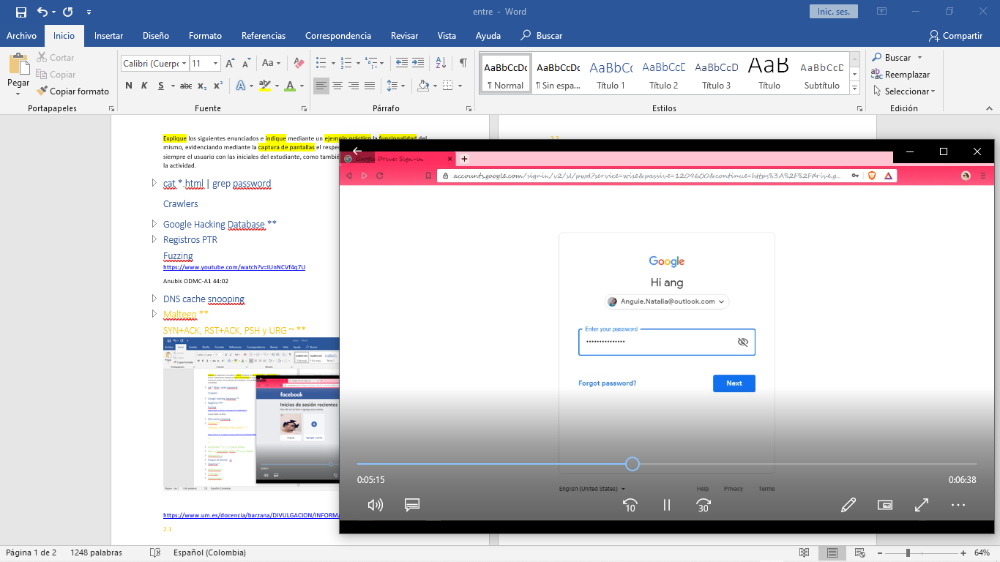 entre - Word
Inic. ses.
Archivo Inicio Insertar Diseño Formato Referencias Correspondencia Revisar Vista Ayuda Buscar Compartir
Pegar
Cortar
Copiar
Copiar formato
Portapapeles
Calibri (Cuerpo 11
N K S abc x₂ x²
Fuente
Párrafo
AaBbCcDc AaBbCcDc AaBbCc AaBbCcD AaBbCcD AaB AaBbCcD
¶ Normal ¶ Sin espa... Título 1 Título 2 Título 3 Título Subtítulo
Estilos
Buscar
Reemplazar
Seleccionar
Edición
Explique los siguientes enunciados e indique mediante un ejemplo práctico la funcionalidad del
mismo, evidenciando mediante la captura de pantallas el respec
siempre el usuario con las iniciales del estudiante, como tambié
la actividad.
cat *.html | grep password
Crawlers
Google Hacking Database **
Registros PTR
Fuzzing
https://www.youtube.com/watch?v=IUnNCVf4q7U
Anubis ODMC-A1 44:02
DNS cache snooping
Maltego **
SYN+ACK, RST+ACK, PSH y URG ~ **
facebook
Inicios de sesión recientes
https://www.um.es/docencia/barzana/DIVULGACION/INFORMA
2.1
2.3
Google Drive: Sign-in
accounts.google.com/signin/v2/sl/pwd?service=wise&passive=1209600&continue=https%3A%2F%2Fdrive.g...
Google
Hi ang
Anguie.Natalia@outlook.com
Enter your password
••••••••••••••
Forgot password?
Next
0:05:15
0:06:38
English (United States)
Help Privacy Terms
10
30
Página 1 de 2 1248 palabras Español (Colombia) 64%